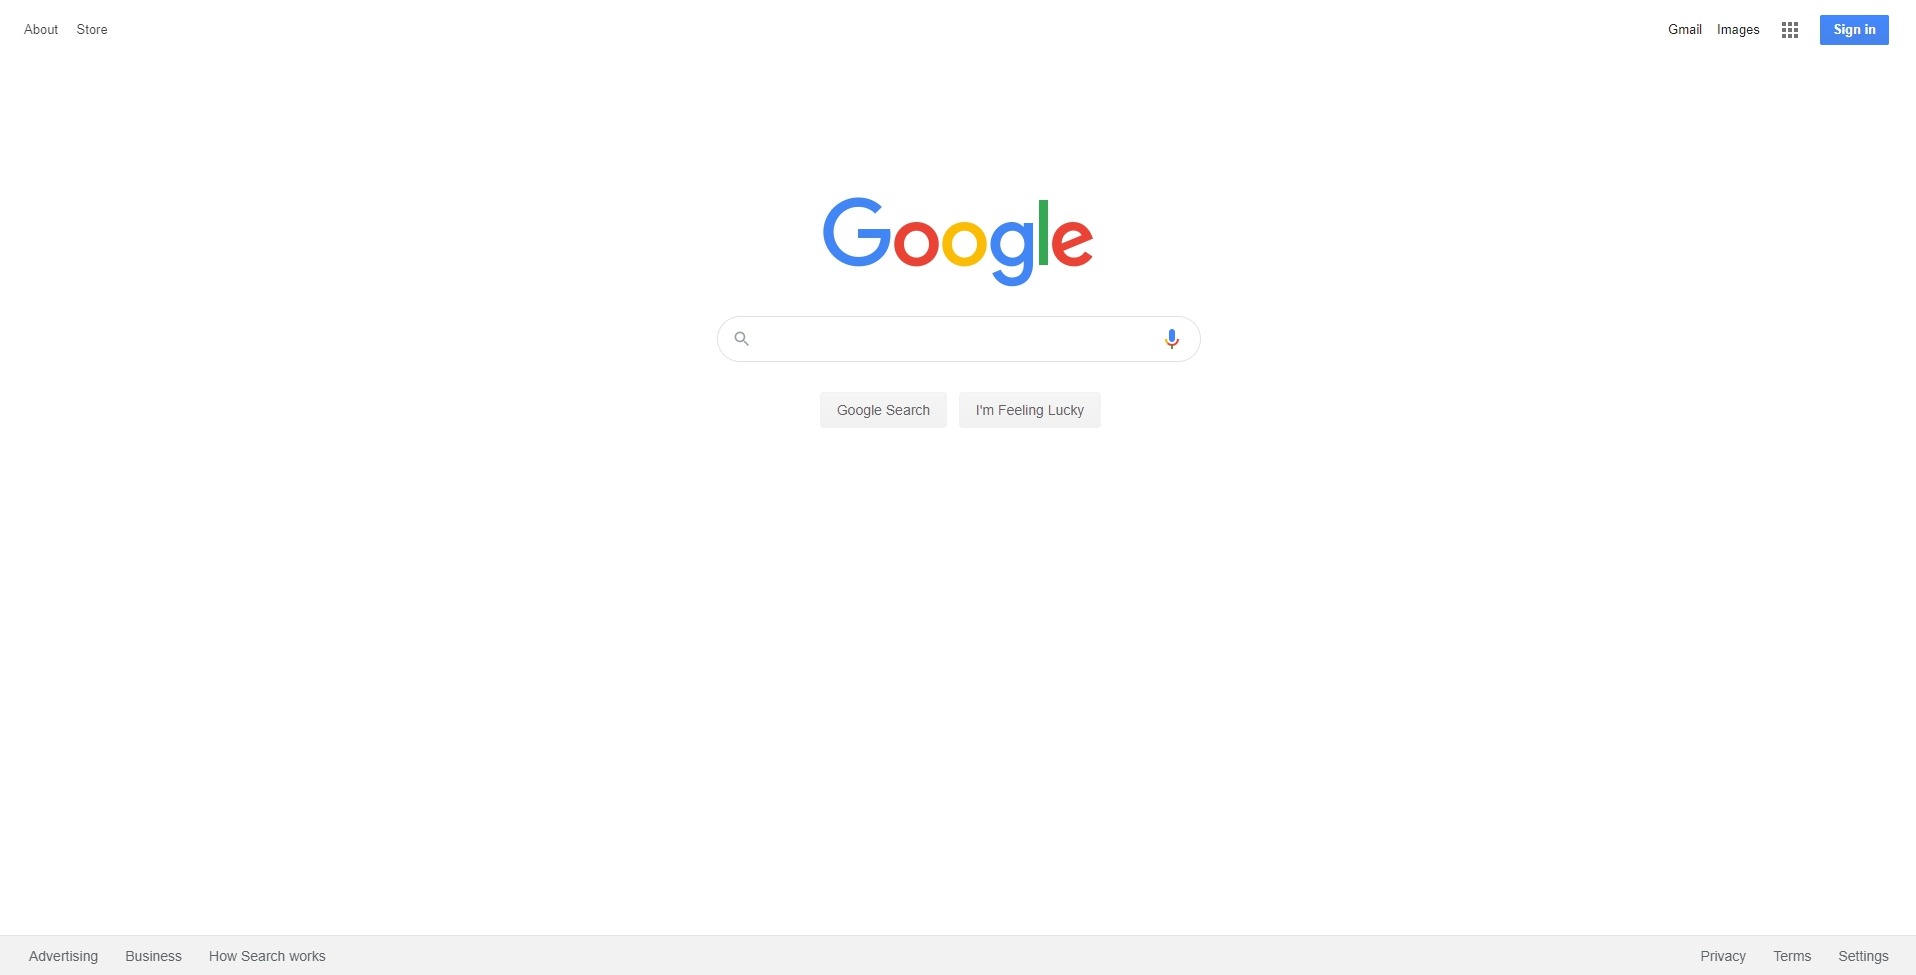 About Store Gmail Images Sign in
Google
Google Search I'm Feeling Lucky
Advertising Business How Search works Privacy Terms Settings